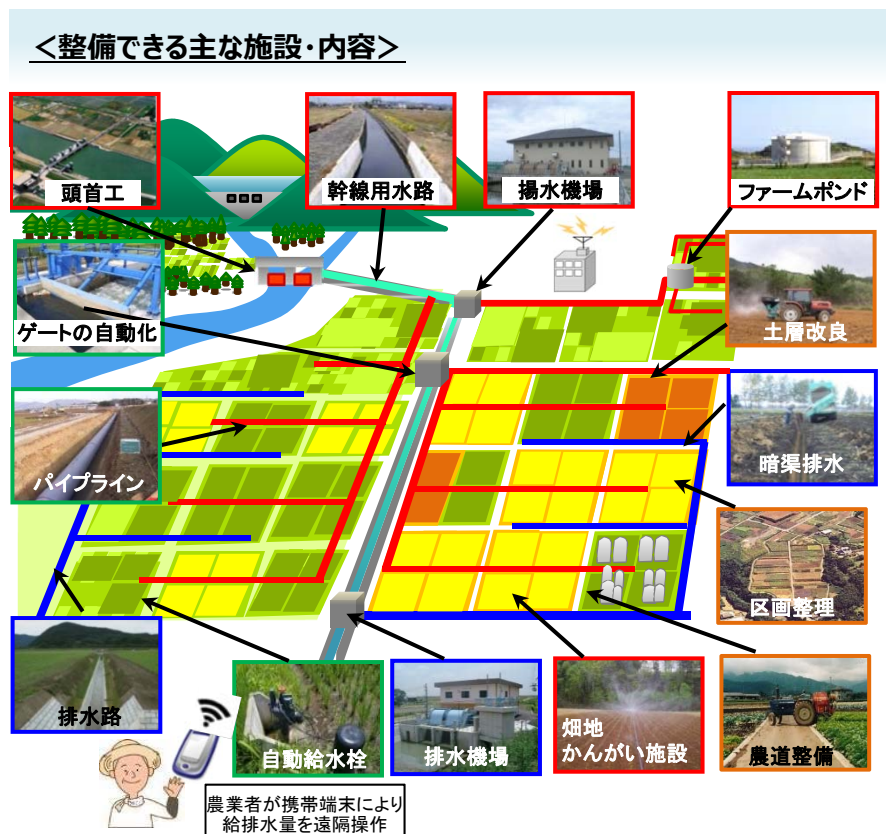 ＜整備できる主な施設・内容＞
頭首工
幹線用水路
揚水機場
ファームポンド
ゲートの自動化
土層改良
パイプライン
暗渠排水
区画整理
排水路
自動給水栓
排水機場
畑地
かんがい施設
農道整備
農業者が携帯端末により
給排水量を遠隔操作